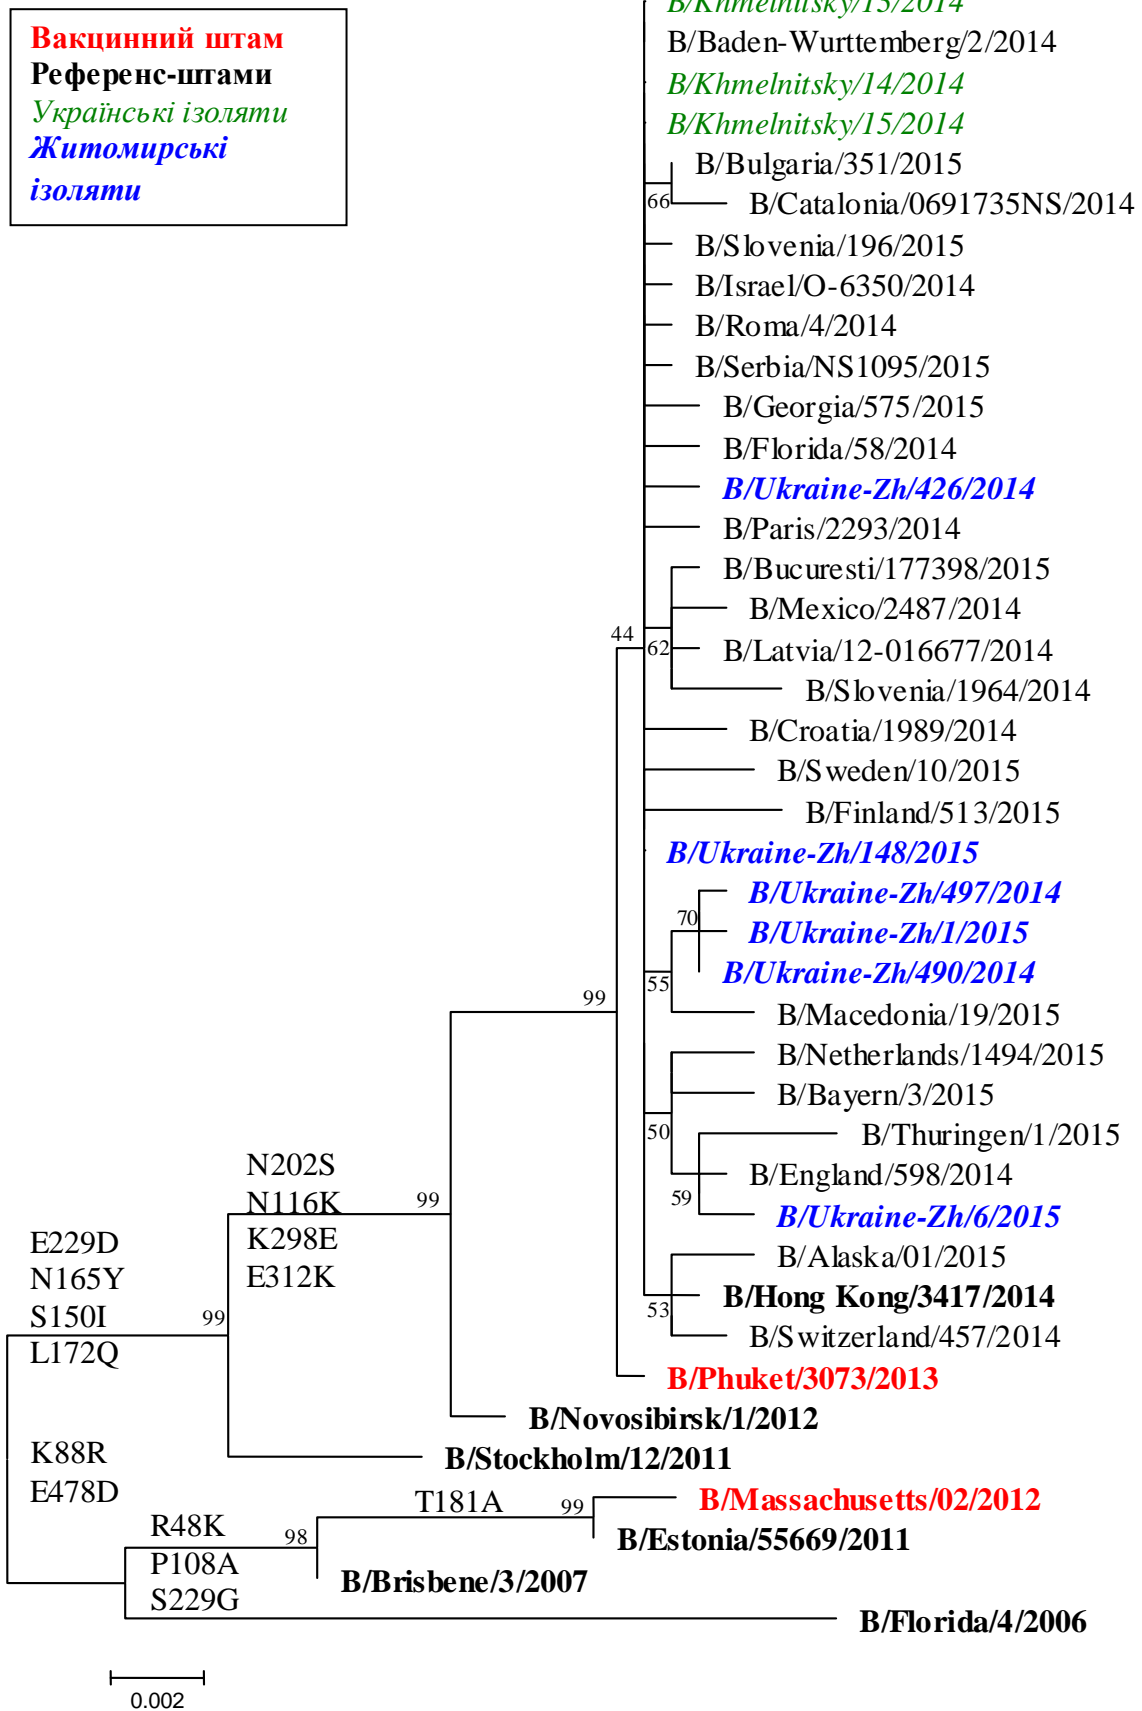 Вакцинний штам
Референс-штами
Українські ізоляти
Житомирські
ізоляти
B/Khmelnitsky/13/2014
B/Baden-Wurttemberg/2/2014
B/Khmelnitsky/14/2014
B/Khmelnitsky/15/2014
B/Bulgaria/351/2015
66
B/Catalonia/0691735NS/2014
B/Slovenia/196/2015
B/Israel/O-6350/2014
B/Roma/4/2014
B/Serbia/NS1095/2015
B/Georgia/575/2015
B/Florida/58/2014
B/Ukraine-Zh/426/2014
B/Paris/2293/2014
B/Bucuresti/177398/2015
B/Mexico/2487/2014
44
62
B/Latvia/12-016677/2014
B/Slovenia/1964/2014
B/Croatia/1989/2014
B/Sweden/10/2015
B/Finland/513/2015
B/Ukraine-Zh/148/2015
B/Ukraine-Zh/497/2014
70
B/Ukraine-Zh/1/2015
B/Ukraine-Zh/490/2014
55
99
B/Macedonia/19/2015
B/Netherlands/1494/2015
B/Bayern/3/2015
50
B/Thuringen/1/2015
B/England/598/2014
59
B/Ukraine-Zh/6/2015
B/Alaska/01/2015
B/Hong Kong/3417/2014
53
B/Switzerland/457/2014
B/Phuket/3073/2013
N202S
N116K
K298E
E312K
99
B/Novosibirsk/1/2012
E229D
N165Y
S150I
L172Q
99
B/Stockholm/12/2011
K88R
E478D
T181A
99
B/Massachusetts/02/2012
B/Estonia/55669/2011
R48K
P108A
S229G
98
B/Brisbene/3/2007
B/Florida/4/2006
0.002